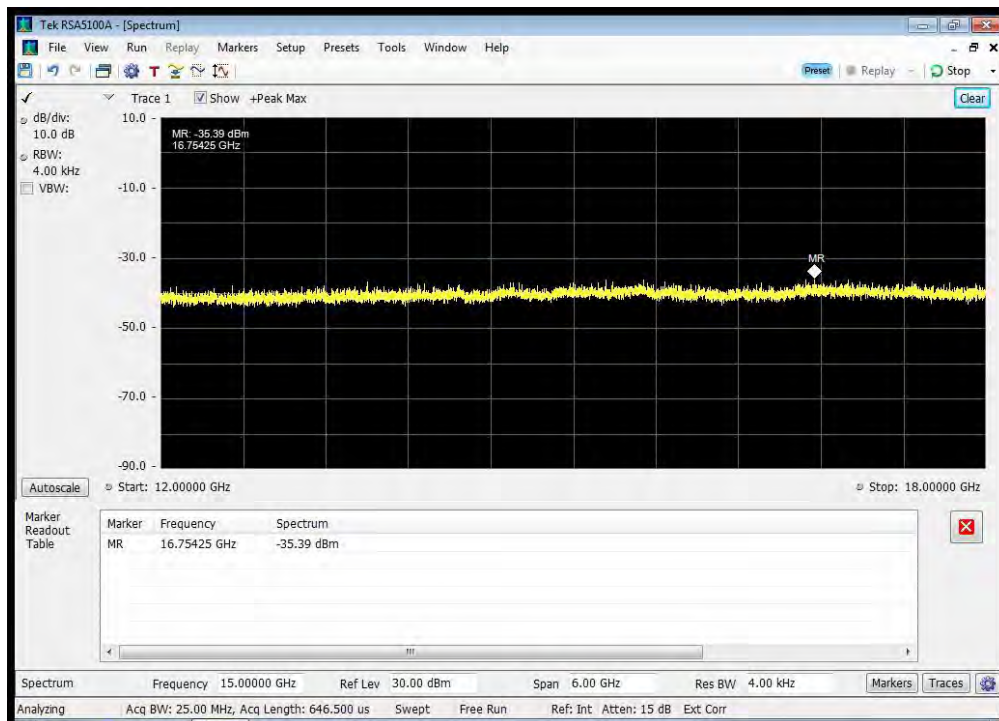 Tek RSA5100A - [Spectrum]
File View Run Replay Markers Setup Presets Tools Window Help
T
Preset Replay Stop
✓ Trace 1 Show +Peak Max Clear
dB/div:
10.0 dB
RBW:
4.00 kHz
VBW:
10.0
-10.0
-30.0
-50.0
-70.0
-90.0
MR: -35.39 dBm
16.75425 GHz
MR
Autoscale Start: 12.00000 GHz Stop: 18.00000 GHz
Marker
Readout
Table
Marker Frequency Spectrum
MR 16.75425 GHz -35.39 dBm
Spectrum Frequency 15.00000 GHz Ref Lev 30.00 dBm Span 6.00 GHz Res BW 4.00 kHz Markers Traces
Analyzing Acq BW: 25.00 MHz, Acq Length: 646.500 us Swept Free Run Ref: Int Atten: 15 dB Ext Corr